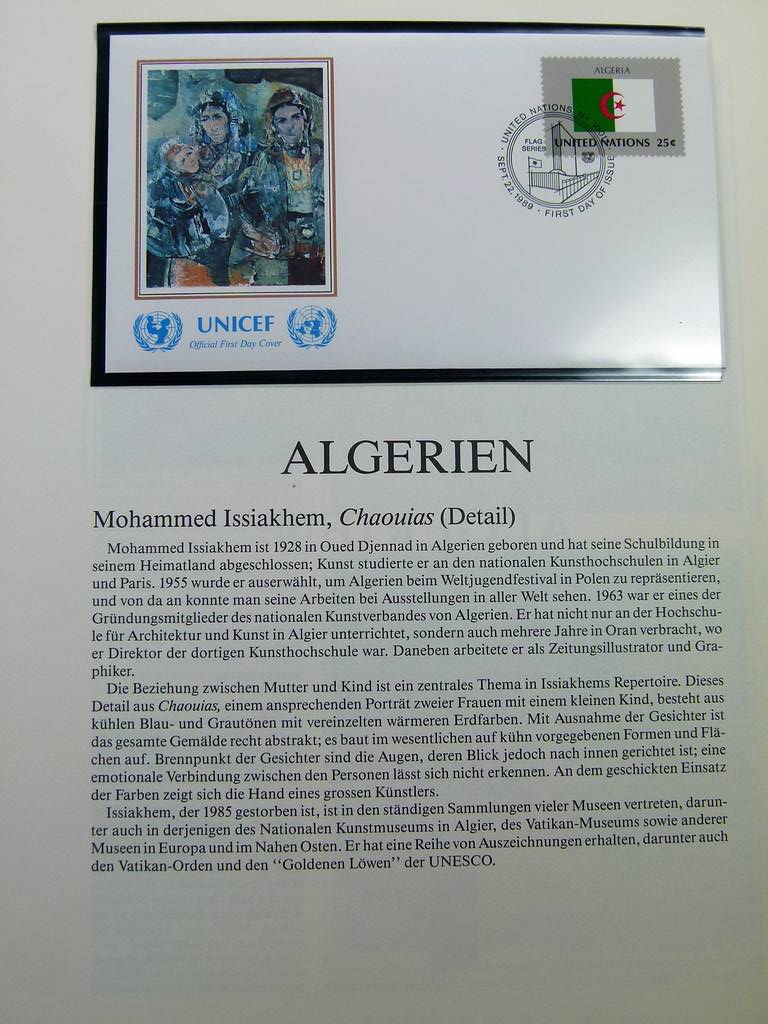 ALGERIA
UNITED NATIONS 25¢
UNITED NATIONS, NY
FLAG
SERIES
SEPT. 22, 1989 · FIRST DAY OF ISSUE
UNICEF
Official First Day Cover
ALGERIEN
Mohammed Issiakhem, Chaouias (Detail)
Mohammed Issiakhem ist 1928 in Oued Djennad in Algerien geboren und hat seine Schulbildung in
seinem Heimatland abgeschlossen; Kunst studierte er an den nationalen Kunsthochschulen in Algier
und Paris. 1955 wurde er auserwählt, um Algerien beim Weltjugendfestival in Polen zu repräsentieren,
und von da an konnte man seine Arbeiten bei Ausstellungen in aller Welt sehen. 1963 war er eines der
Gründungsmitglieder des nationalen Kunstverbandes von Algerien. Er hat nicht nur an der Hochschu-
le für Architektur und Kunst in Algier unterrichtet, sondern auch mehrere Jahre in Oran verbracht, wo
er Direktor der dortigen Kunsthochschule war. Daneben arbeitete er als Zeitungsillustrator und Gra-
phiker.
Die Beziehung zwischen Mutter und Kind ist ein zentrales Thema in Issiakhems Repertoire. Dieses
Detail aus Chaouias, einem ansprechenden Porträt zweier Frauen mit einem kleinen Kind, besteht aus
kühlen Blau- und Grautönen mit vereinzelten wärmeren Erdfarben. Mit Ausnahme der Gesichter ist
das gesamte Gemälde recht abstrakt; es baut im wesentlichen auf kühn vorgegebenen Formen und Flä-
chen auf. Brennpunkt der Gesichter sind die Augen, deren Blick jedoch nach innen gerichtet ist; eine
emotionale Verbindung zwischen den Personen lässt sich nicht erkennen. An dem geschickten Einsatz
der Farben zeigt sich die Hand eines grossen Künstlers.
Issiakhem, der 1985 gestorben ist, ist in den ständigen Sammlungen vieler Museen vertreten, darun-
ter auch in derjenigen des Nationalen Kunstmuseums in Algier, des Vatikan-Museums sowie anderer
Museen in Europa und im Nahen Osten. Er hat eine Reihe von Auszeichnungen erhalten, darunter auch
den Vatikan-Orden und den ‘‘Goldenen Löwen’’ der UNESCO.